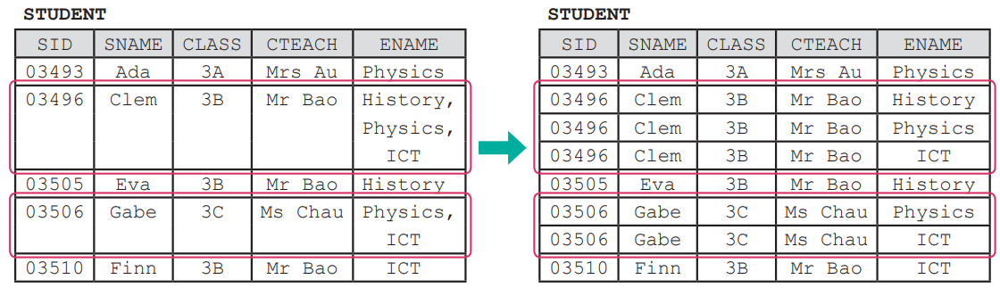 STUDENT
SID SNAME CLASS CTEACH ENAME
03493 Ada 3A Mrs Au Physics
03496 Clem 3B Mr Bao History,
Physics,
ICT
03505 Eva 3B Mr Bao History
03506 Gabe 3C Ms Chau Physics,
ICT
03510 Finn 3B Mr Bao ICT
STUDENT
SID SNAME CLASS CTEACH ENAME
03493 Ada 3A Mrs Au Physics
03496 Clem 3B Mr Bao History
03496 Clem 3B Mr Bao Physics
03496 Clem 3B Mr Bao ICT
03505 Eva 3B Mr Bao History
03506 Gabe 3C Ms Chau Physics
03506 Gabe 3C Ms Chau ICT
03510 Finn 3B Mr Bao ICT